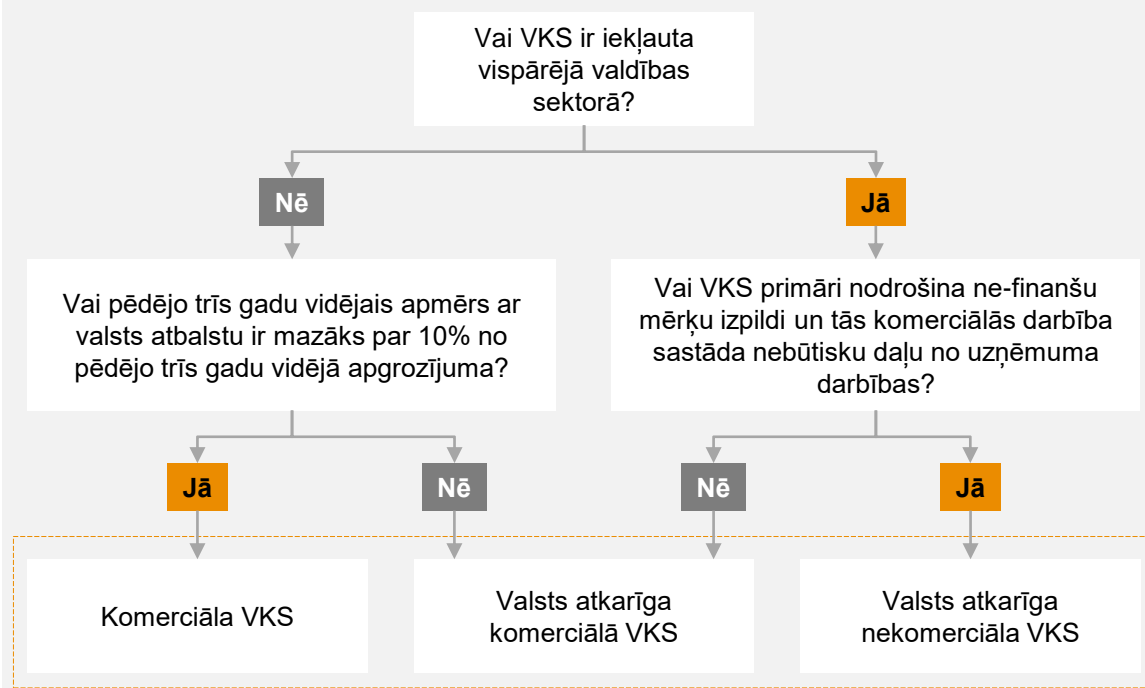 Vai VKS ir iekļauta
vispārējā valdības
sektorā?
Nē
Jā
Vai pēdējo trīs gadu vidējais apmērs ar
valsts atbalstu ir mazāks par 10% no
pēdējo trīs gadu vidējā apgrozījuma?
Vai VKS primāri nodrošina ne-finanšu
mērķu izpildi un tās komerciālās darbība
sastāda nebūtisku daļu no uzņēmuma
darbības?
Jā
Nē
Nē
Jā
Komerciāla VKS
Valsts atkarīga
komerciālā VKS
Valsts atkarīga
nekomerciāla VKS